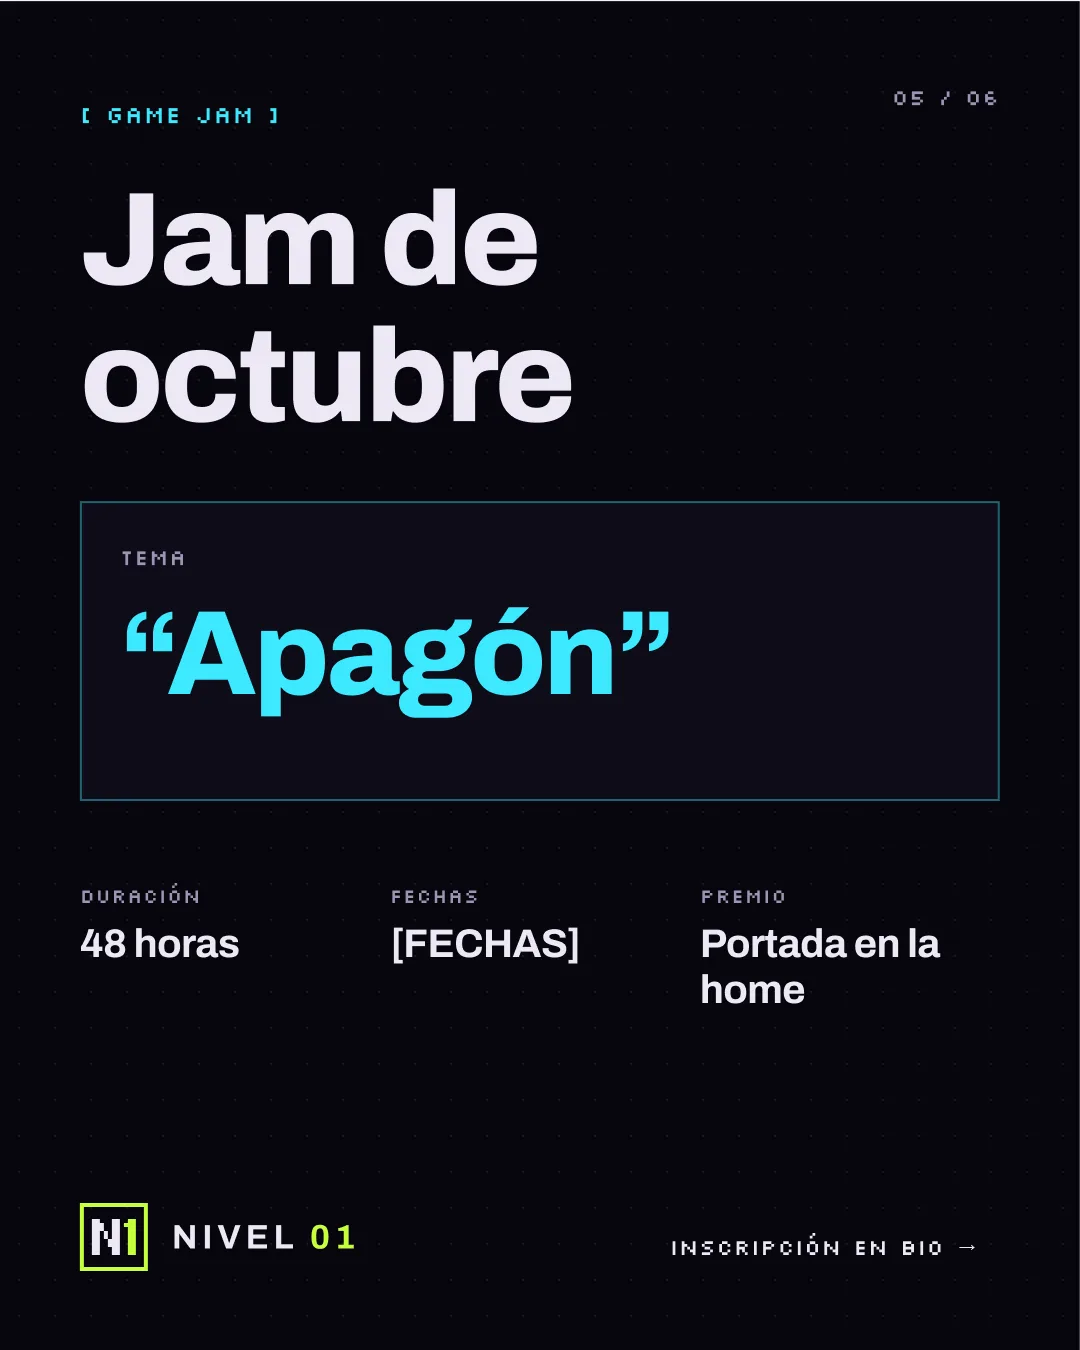 [ GAME JAM ]
05 / 06
Jam de
octubre
TEMA
“Apagón”
DURACIÓN
48 horas
FECHAS
[FECHAS]
PREMIO
Portada en la
home
N1
NIVEL 01
INSCRIPCIÓN EN BIO →